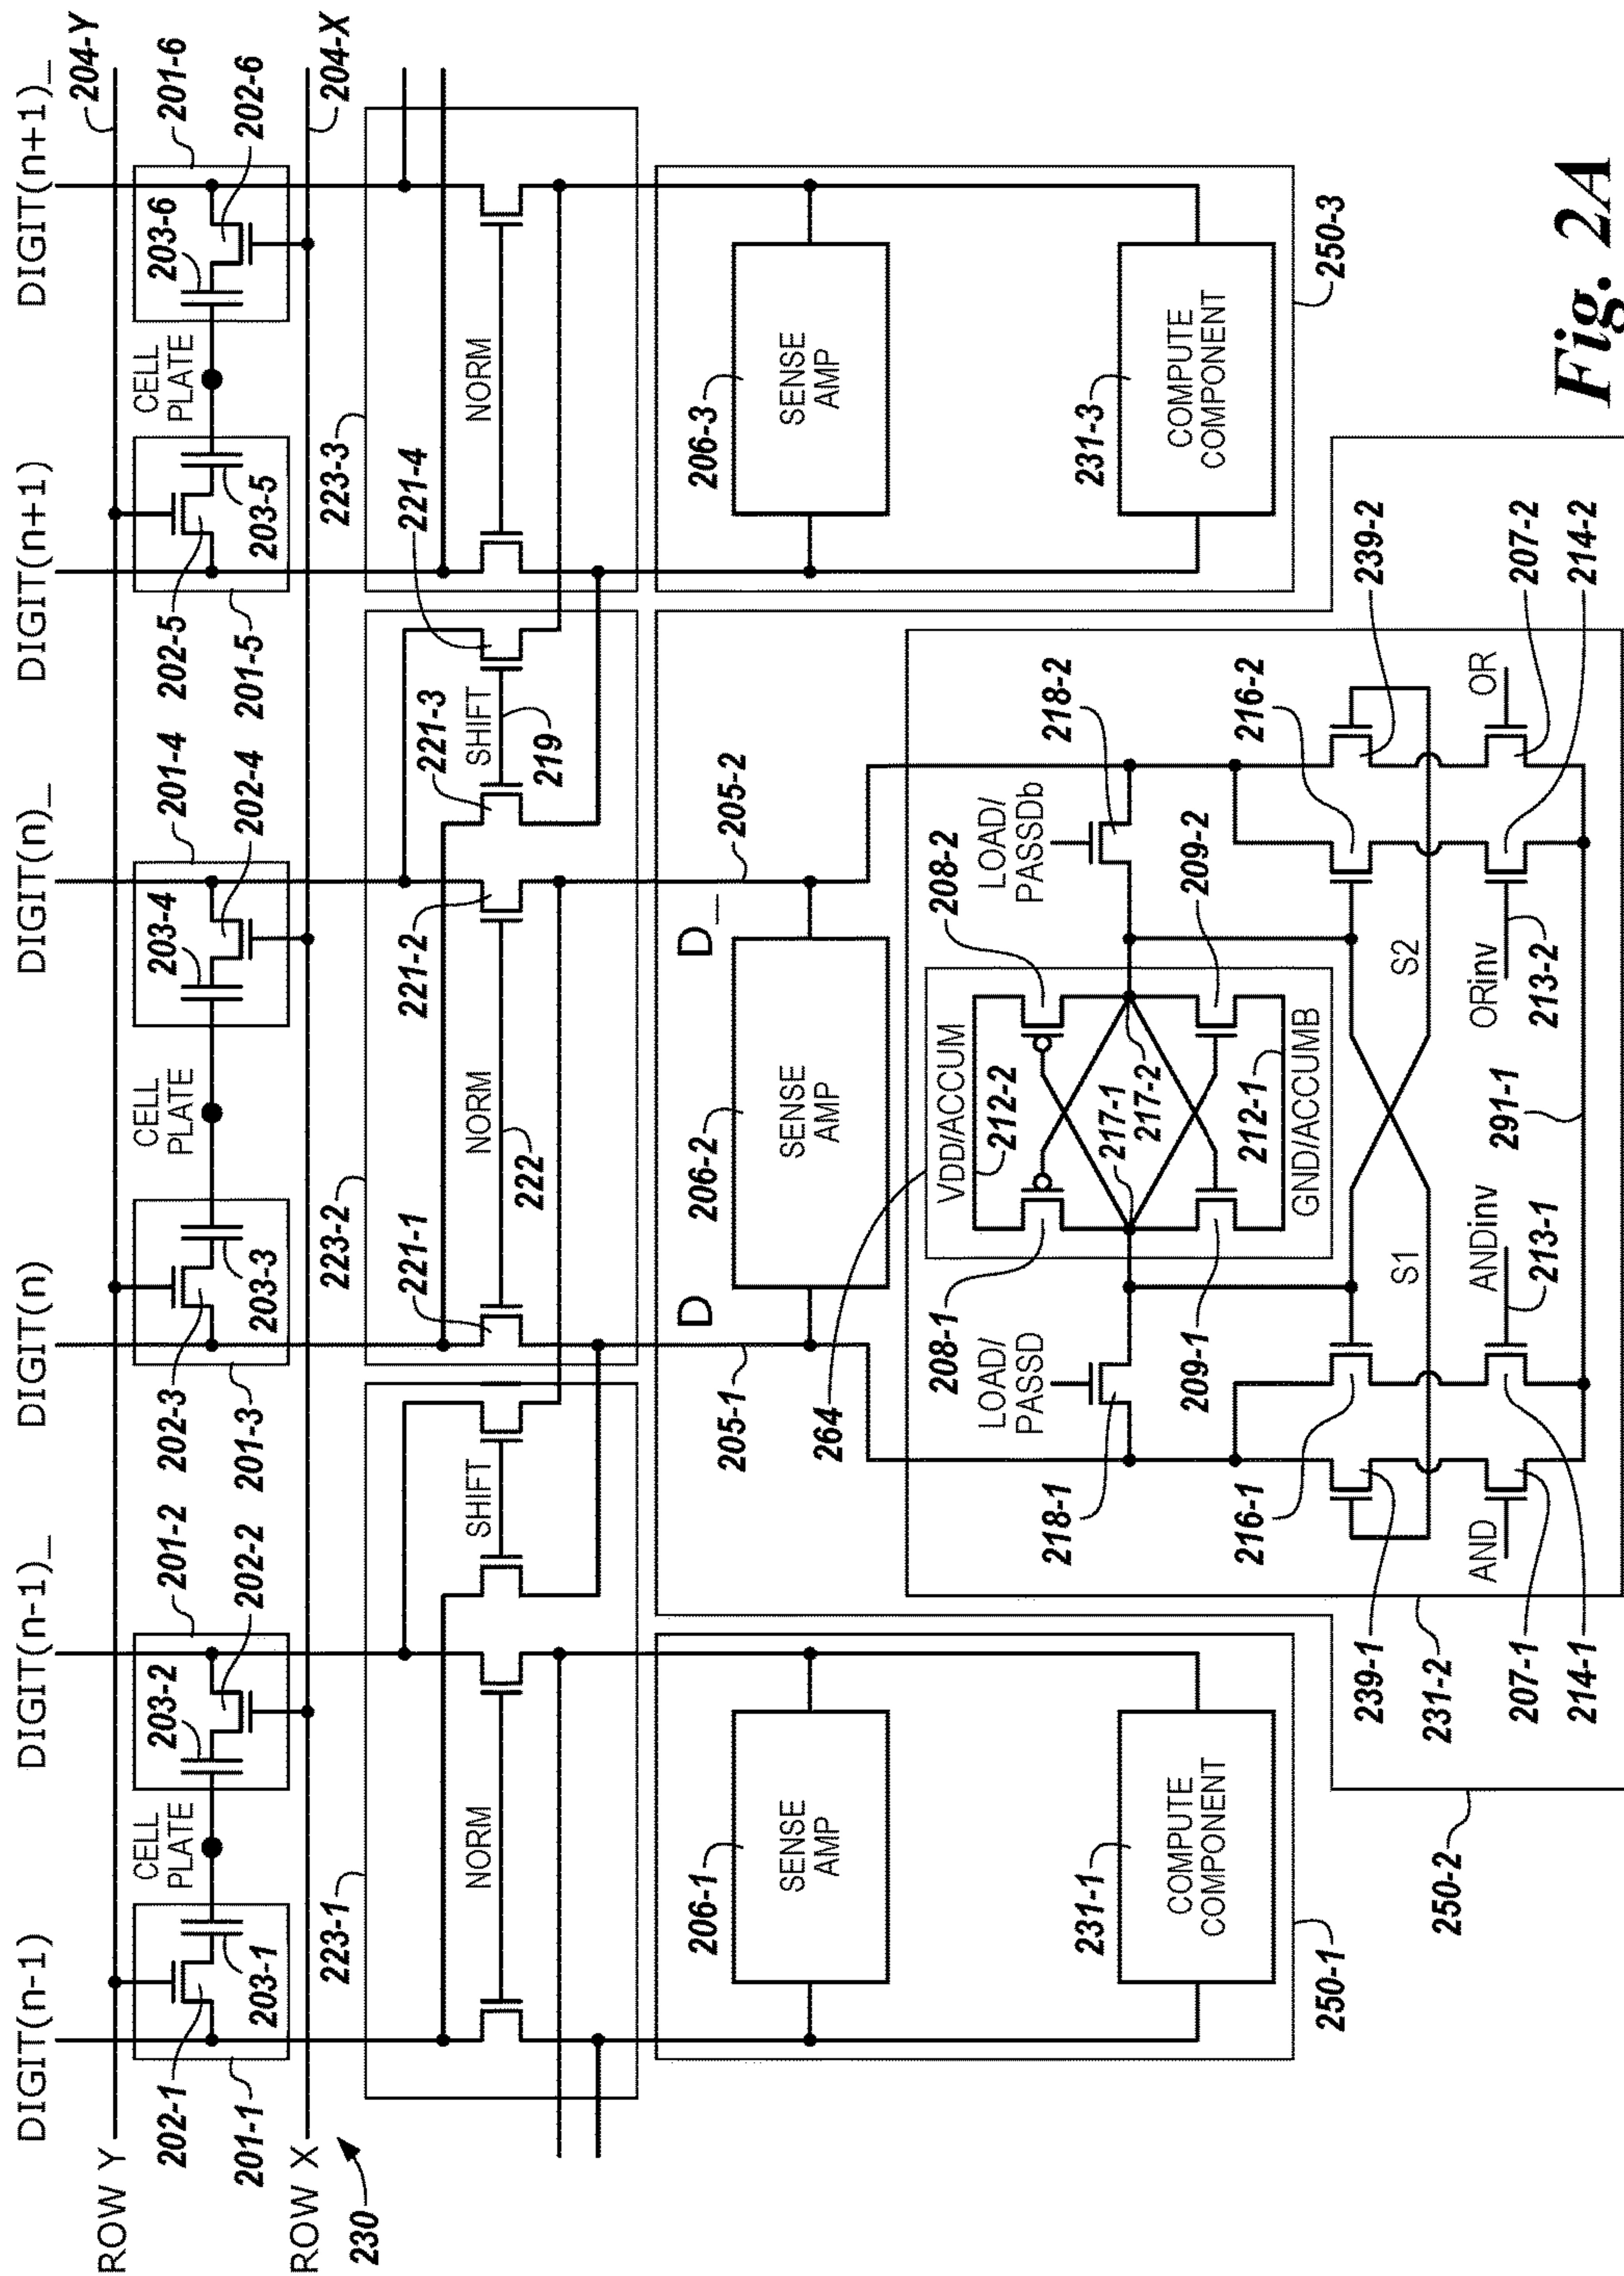 DIGIT(n-1)
DIGIT(n-1)_
DIGIT(n)
DIGIT(n)_
DIGIT(n+1)
DIGIT(n+1)_
ROW Y
204-Y
202-1
203-1
201-1
CELL
PLATE
203-2
201-2
202-2
202-3
203-3
201-3
CELL
PLATE
203-4
201-4
202-4
202-5
203-5
201-5
CELL
PLATE
203-6
201-6
202-6
ROW X
204-X
230
223-1
223-2
223-3
NORM
SHIFT
221-1
NORM
222
221-2
221-3
SHIFT
219
221-4
NORM
206-1
SENSE
AMP
205-1
D
206-2
SENSE
AMP
D_
205-2
206-3
SENSE
AMP
231-1
COMPUTE
COMPONENT
250-1
231-3
COMPUTE
COMPONENT
250-3
264
VDD/ACCUM
212-2
208-1
208-2
LOAD/
PASSD
LOAD/
PASSDb
218-1
218-2
217-1
217-2
209-1
209-2
212-1
GND/ACCUMB
216-1
216-2
239-1
239-2
S1
S2
231-2
250-2
AND
ANDinv
213-1
ORinv
213-2
OR
207-1
207-2
214-1
214-2
291-1
Fig. 2A